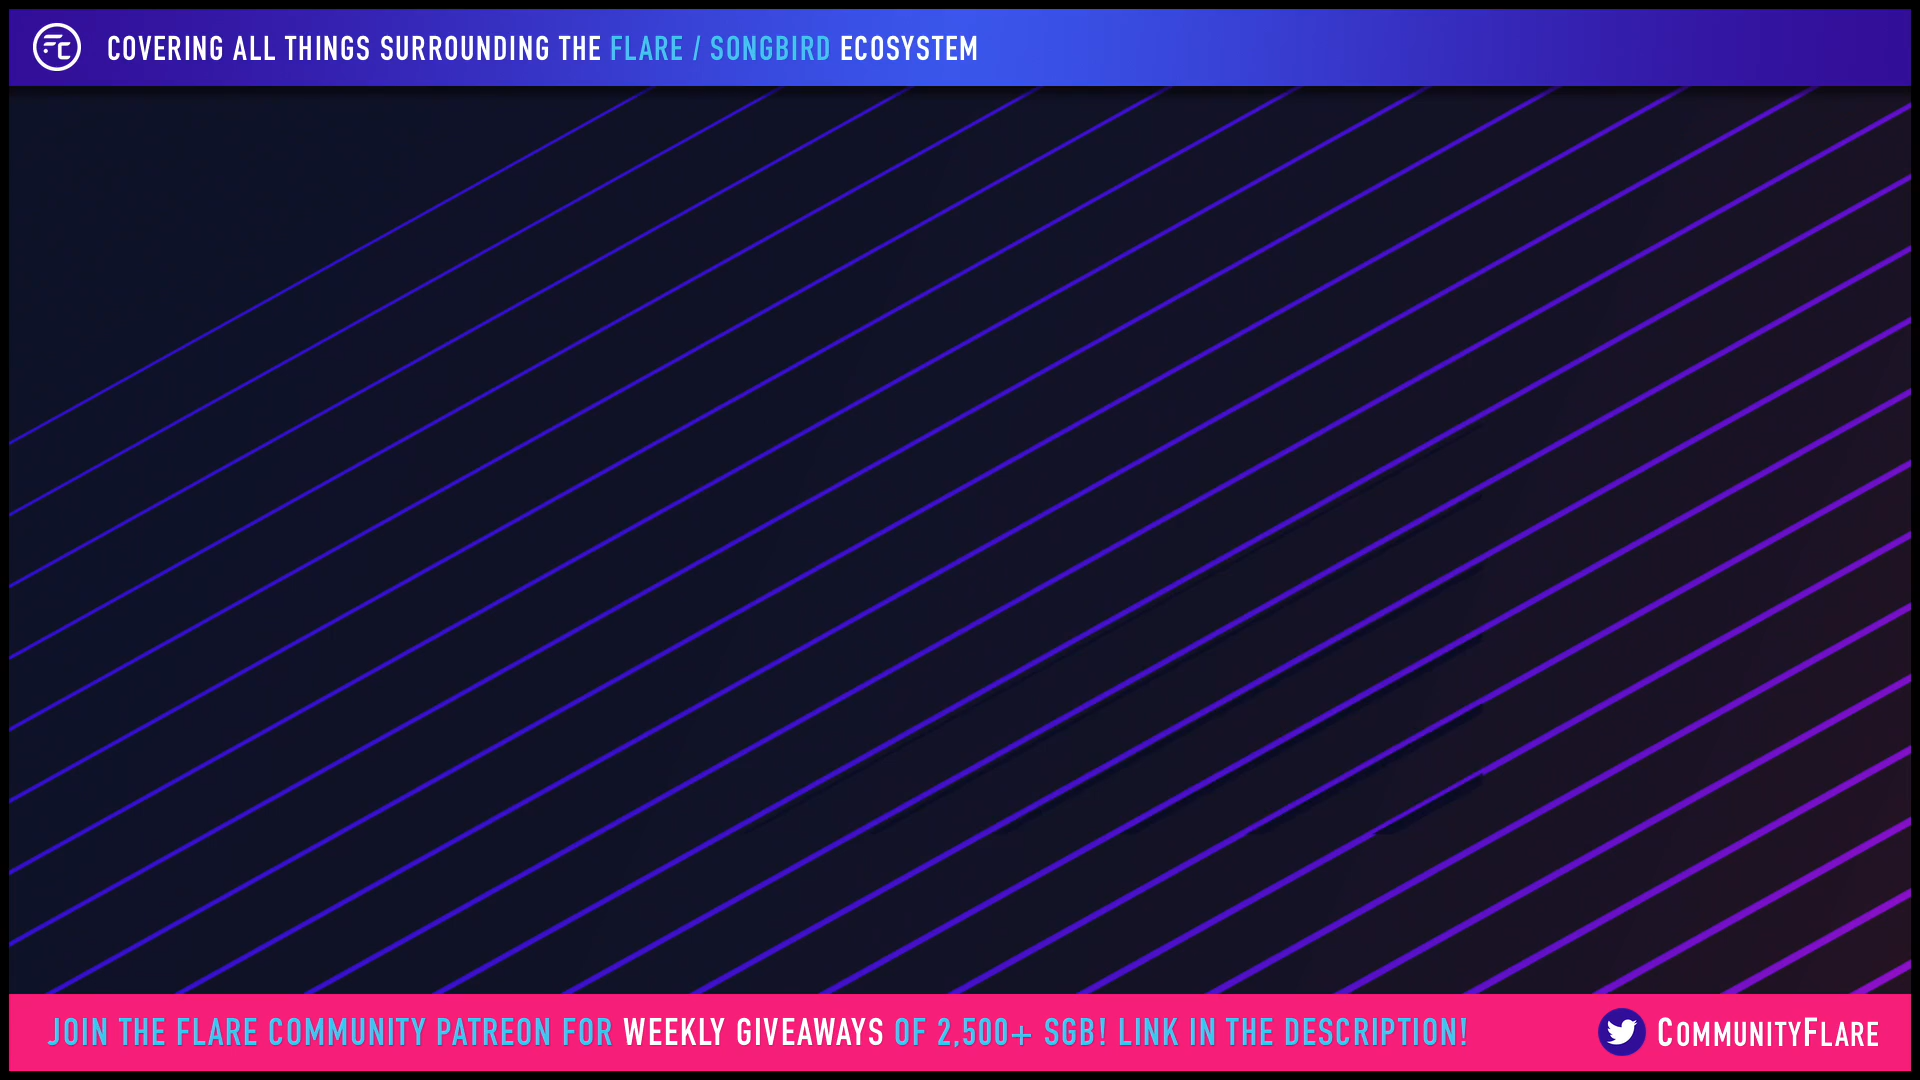 FC
COVERING ALL THINGS SURROUNDING THE FLARE / SONGBIRD ECOSYSTEM
JOIN THE FLARE COMMUNITY PATREON FOR WEEKLY GIVEAWAYS OF 2,500+ SGB! LINK IN THE DESCRIPTION!
COMMUNITYFLARE